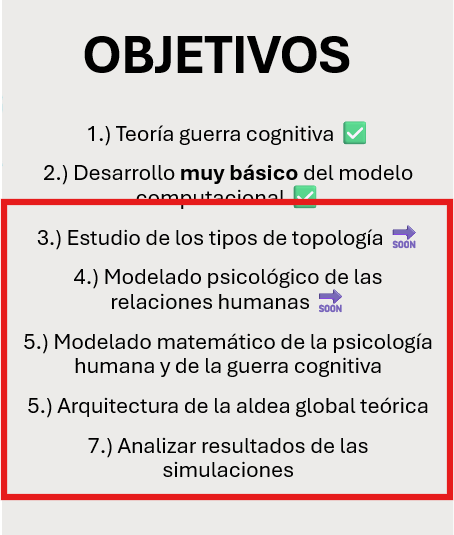 OBJETIVOS
1.) Teoría guerra cognitiva ✅
2.) Desarrollo muy básico del modelo
computacional ✅
3.) Estudio de los tipos de topología 🔜
4.) Modelado psicológico de las
relaciones humanas 🔜
5.) Modelado matemático de la psicología
humana y de la guerra cognitiva
5.) Arquitectura de la aldea global teórica
7.) Analizar resultados de las
simulaciones